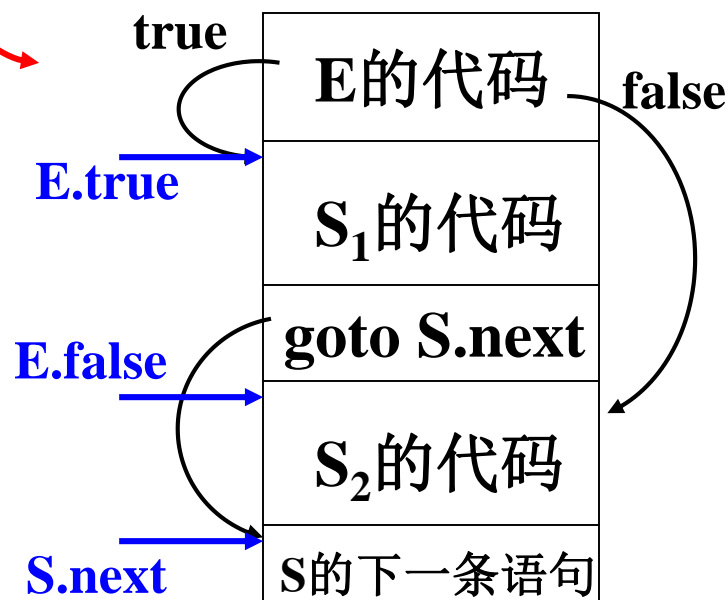 true
E的代码
false
E.true
S₁的代码
goto S.next
E.false
S₂的代码
S.next
S的下一条语句